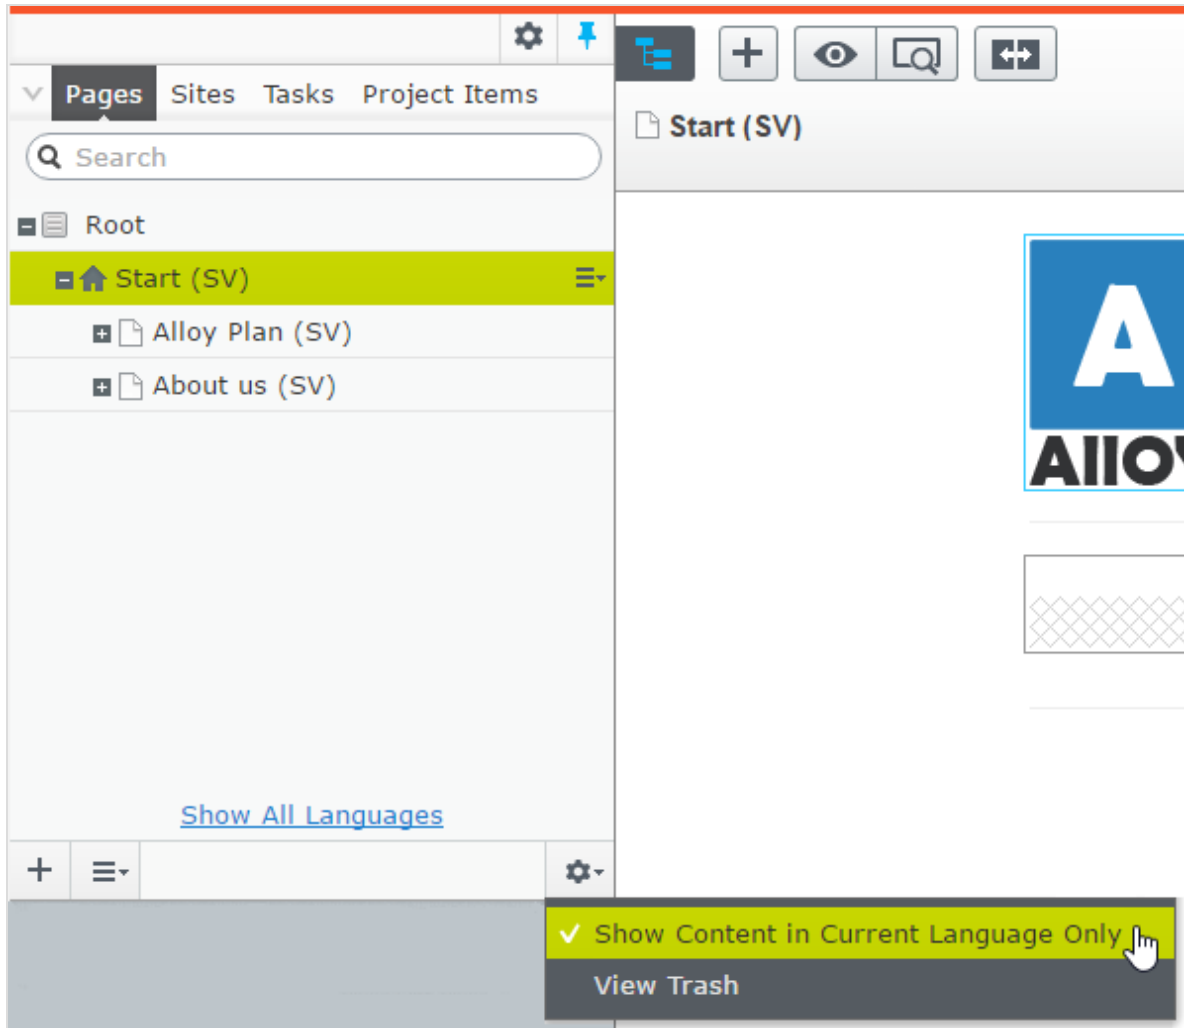 Pages Sites Tasks Project Items
Search
Root
Start (SV)
Alloy Plan (SV)
About us (SV)
Show All Languages
Start (SV)
A
Alloy
Show Content in Current Language Only
View Trash